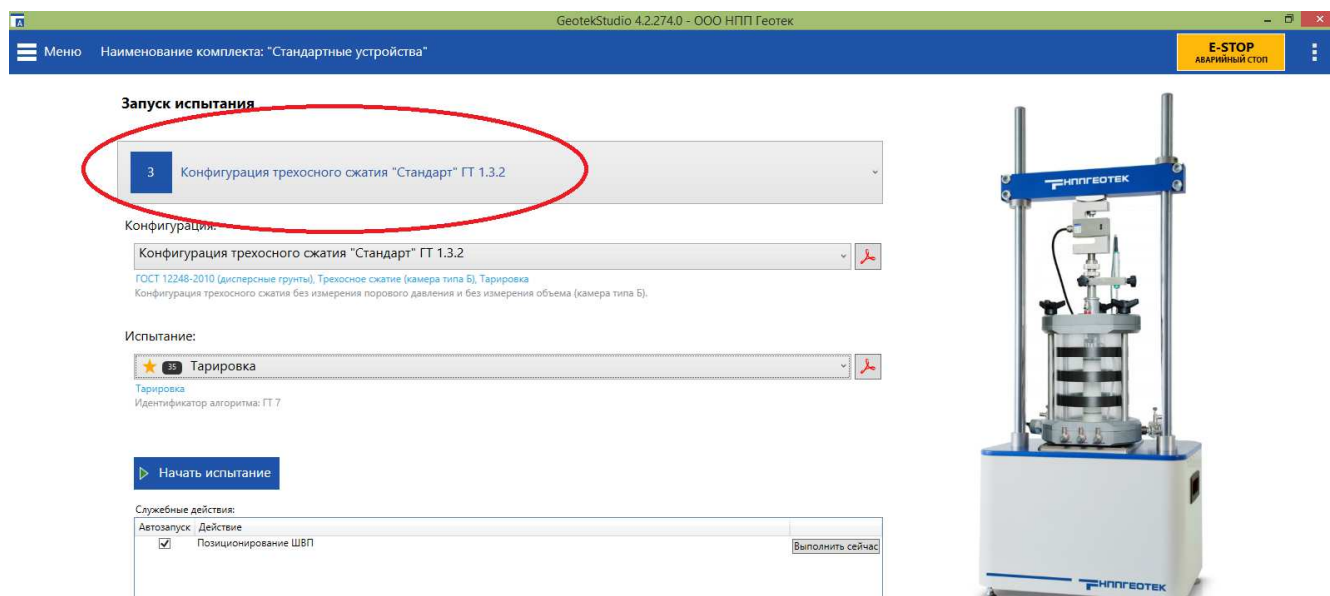 GeotekStudio 4.2.274.0 - ООО НПП Геотек
Меню Наименование комплекта: "Стандартные устройства"
E-STOP
АВАРИЙНЫЙ СТОП
Запуск испытания
3 Конфигурация трехосного сжатия "Стандарт" ГТ 1.3.2
Конфигурация:
Конфигурация трехосного сжатия "Стандарт" ГТ 1.3.2
ГОСТ 12248-2010 (дисперсные грунты), Трехосное сжатие (камера типа Б), Тарировка
Конфигурация трехосного сжатия без измерения порового давления и без измерения объема (камера типа Б).
Испытание:
35 Тарировка
Тарировка
Идентификатор алгоритма: ГТ 7
Начать испытание
Служебные действия:
Автозапуск Действие
Позиционирование ШВП Выполнить сейчас
НППГЕОТЕК
НППГЕОТЕК